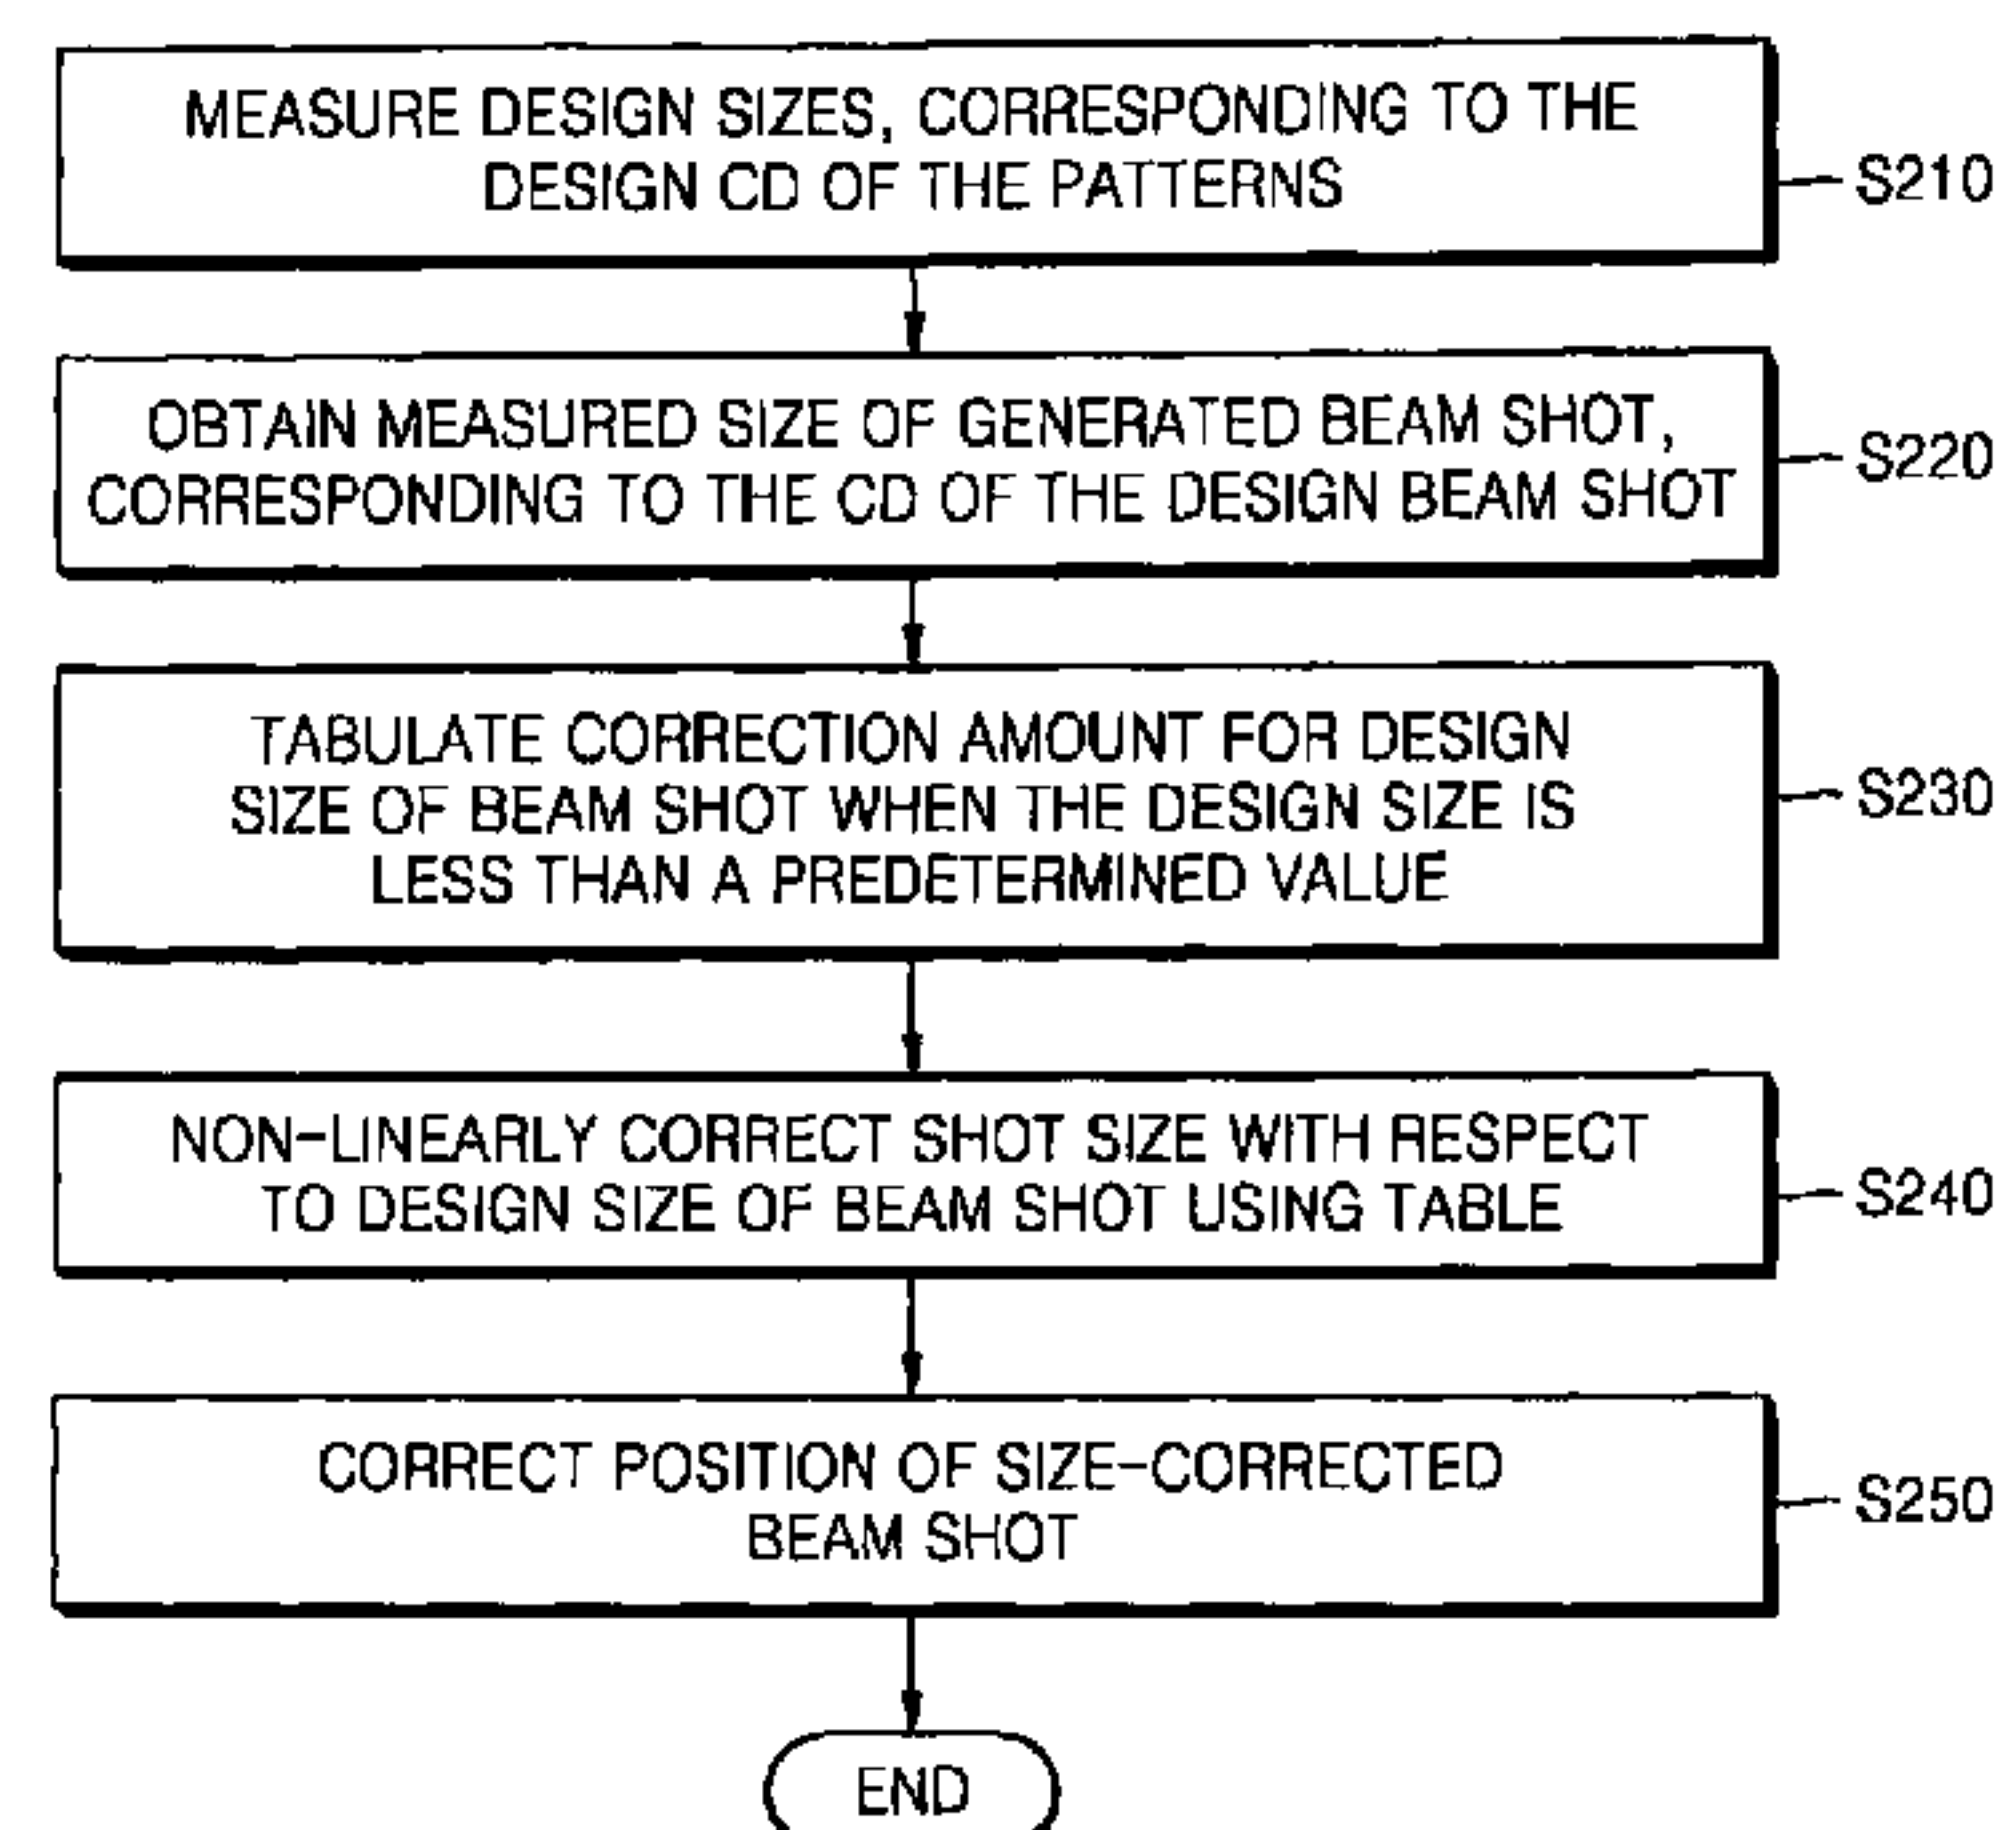 MEASURE DESIGN SIZES, CORRESPONDING TO THE
DESIGN CD OF THE PATTERNS
S210
OBTAIN MEASURED SIZE OF GENERATED BEAM SHOT,
CORRESPONDING TO THE CD OF THE DESIGN BEAM SHOT
S220
TABULATE CORRECTION AMOUNT FOR DESIGN
SIZE OF BEAM SHOT WHEN THE DESIGN SIZE IS
LESS THAN A PREDETERMINED VALUE
S230
NON-LINEARLY CORRECT SHOT SIZE WITH RESPECT
TO DESIGN SIZE OF BEAM SHOT USING TABLE
S240
CORRECT POSITION OF SIZE-CORRECTED
BEAM SHOT
S250
END